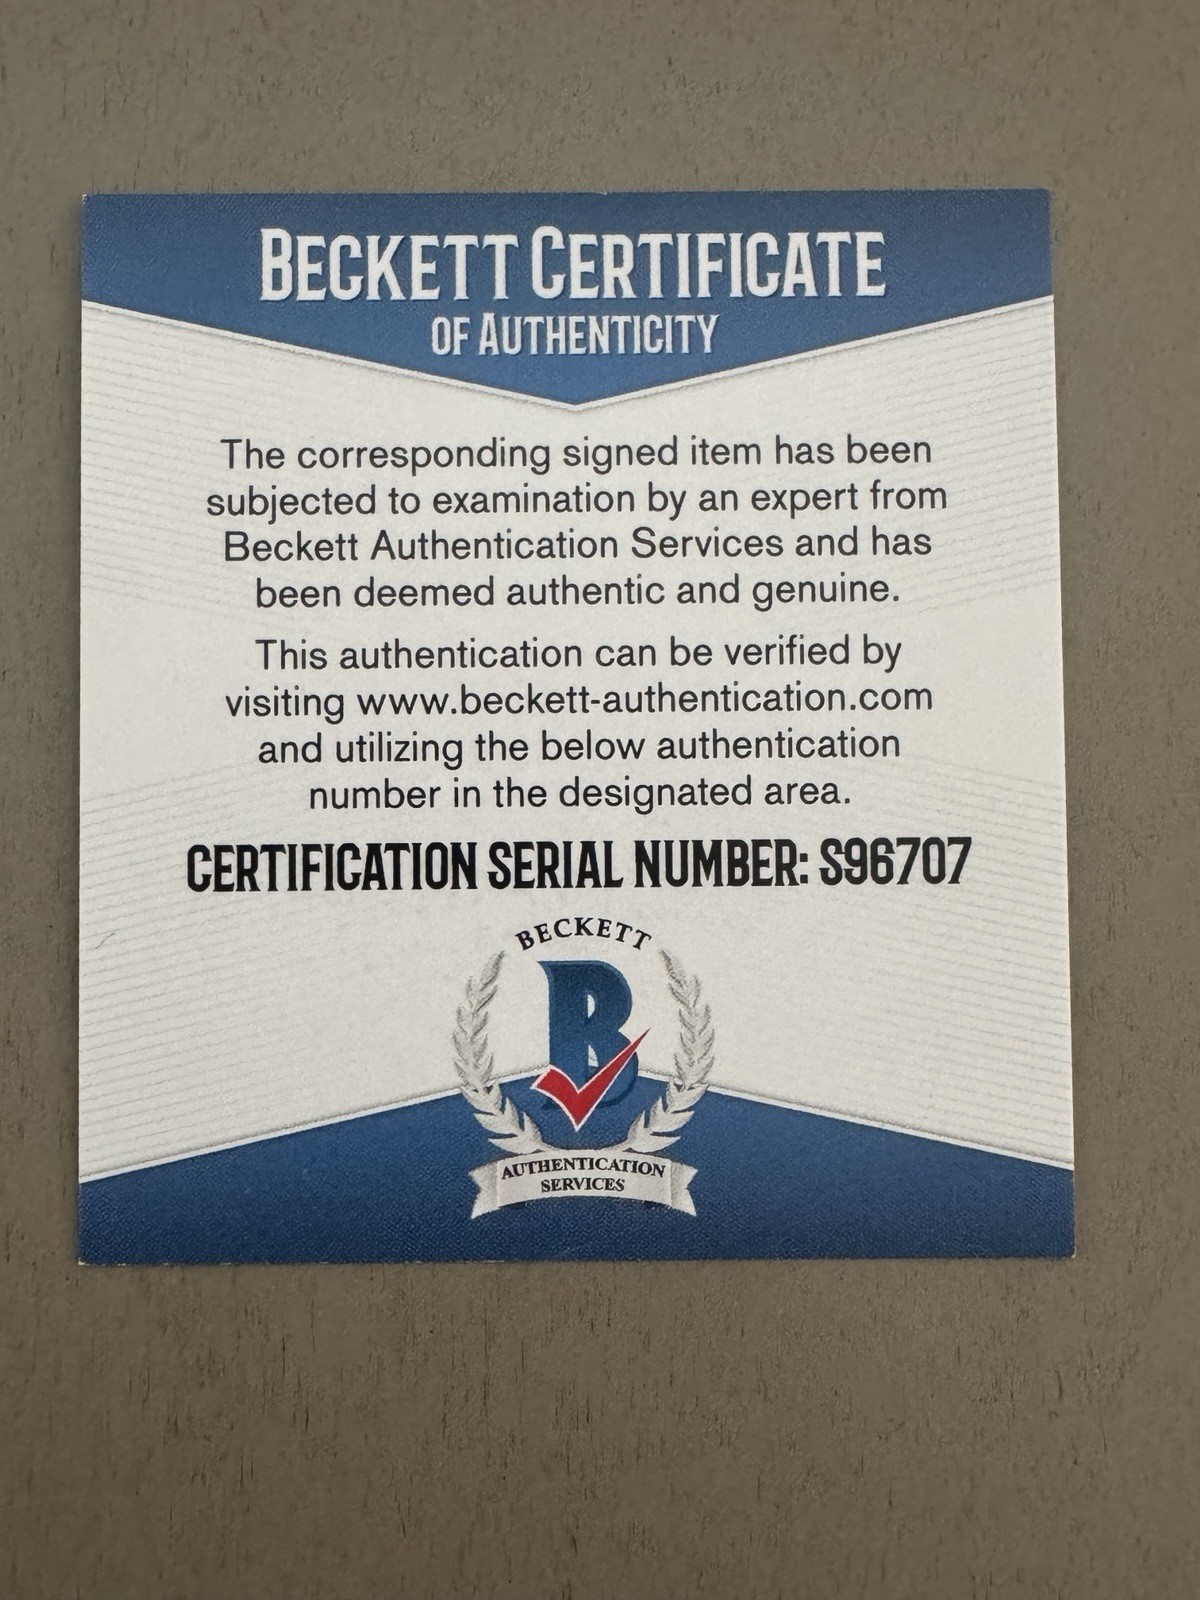 BECKETT CERTIFICATE
OF AUTHENTICITY
The corresponding signed item has been
subjected to examination by an expert from
Beckett Authentication Services and has
been deemed authentic and genuine.
This authentication can be verified by
visiting www.beckett-authentication.com
and utilizing the below authentication
number in the designated area.
CERTIFICATION SERIAL NUMBER: S96707
BECKETT
B
AUTHENTICATION
SERVICES